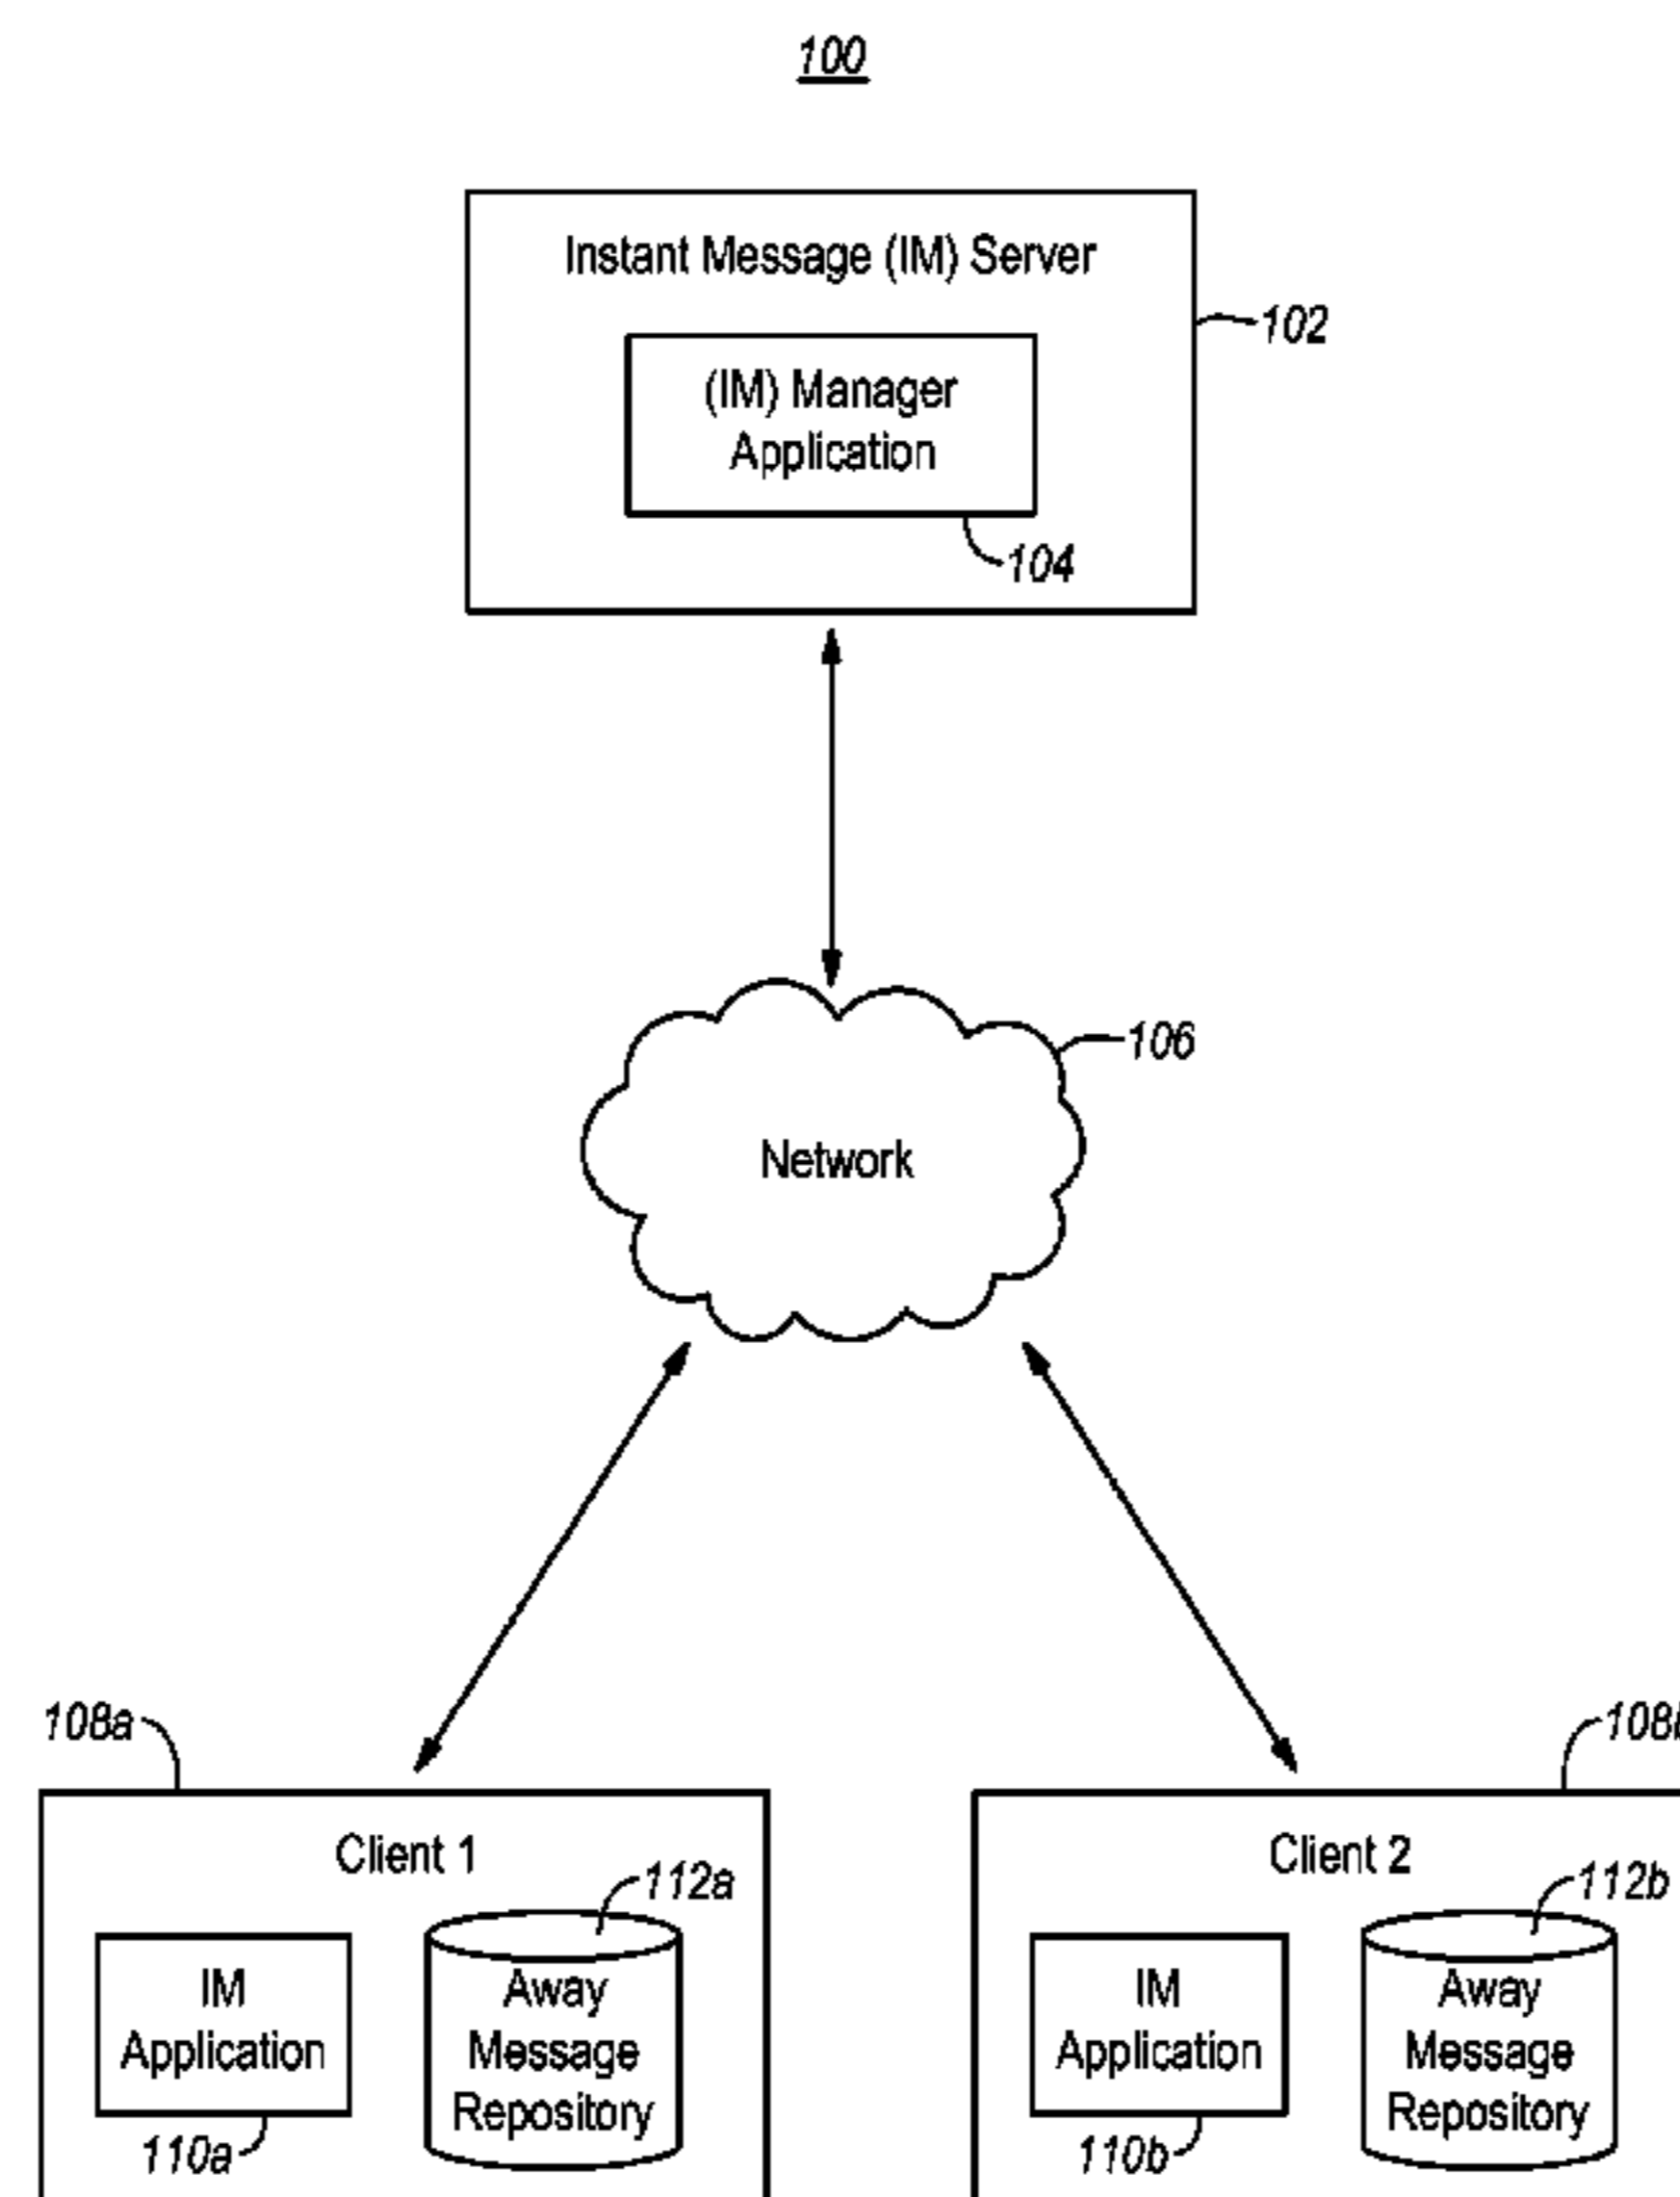 100
Instant Message (IM) Server
102
(IM) Manager
Application
104
106
Network
108a
Client 1
112a
IM
Application
Away
Message
Repository
110a
Client 2
112b
IM
Application
Away
Message
Repository
110b